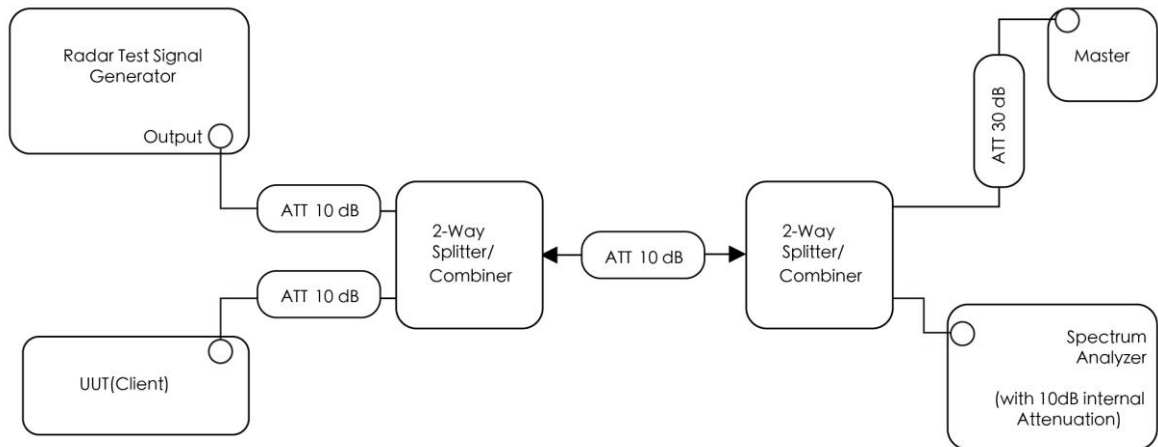 Radar Test Signal
Generator
Output
ATT 10 dB
2-Way
Splitter/
Combiner
ATT 10 dB
UUT(Client)
ATT 10 dB
2-Way
Splitter/
Combiner
ATT 30 dB
Master
Spectrum
Analyzer
(with 10dB internal
Attenuation)